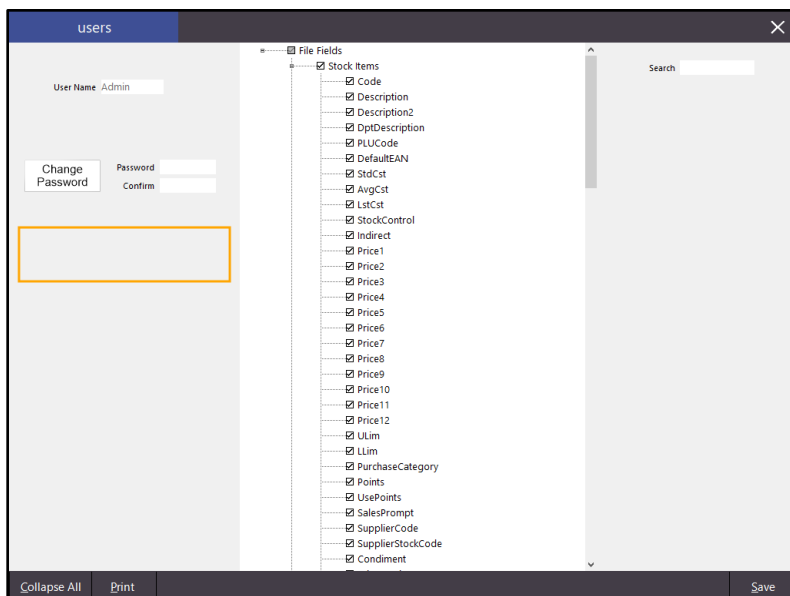 users
User Name Admin
Change Password
Password
Confirm
File Fields
Stock Items
Code
Description
Description2
DptDescription
PLUCode
DefaultEAN
StdCst
AvgCst
LstCst
StockControl
Indirect
Price1
Price2
Price3
Price4
Price5
Price6
Price7
Price8
Price9
Price10
Price11
Price12
ULim
LLim
PurchaseCategory
Points
UsePoints
SalesPrompt
SupplierCode
SupplierStockCode
Condiment
Search
Collapse All Print Save